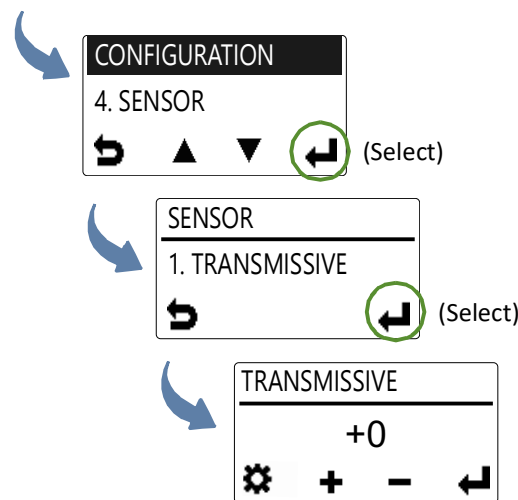 CONFIGURATION
4. SENSOR
(Select)
SENSOR
1. TRANSMISSIVE
(Select)
TRANSMISSIVE
+0
+ −